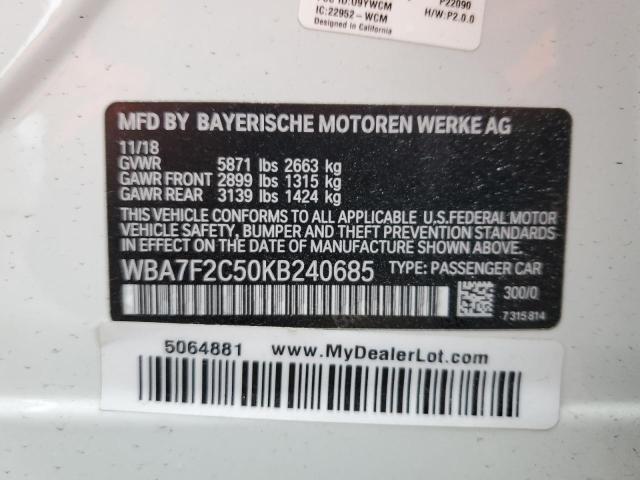 IC:22952-WCM
Designed in California
P22090
H/W:P2.0.0
MFD BY BAYERISCHE MOTOREN WERKE AG
11/18
GVWR 5871 lbs 2663 kg
GAWR FRONT 2899 lbs 1315 kg
GAWR REAR 3139 lbs 1424 kg
THIS VEHICLE CONFORMS TO ALL APPLICABLE U.S.FEDERAL MOTOR
VEHICLE SAFETY, BUMPER, AND THEFT PREVENTION STANDARDS
IN EFFECT ON THE DATE OF MANUFACTURE SHOWN ABOVE.
WBA7F2C50KB240685 TYPE: PASSENGER CAR
300/0
7315814
5064881 www.MyDealerLot.com